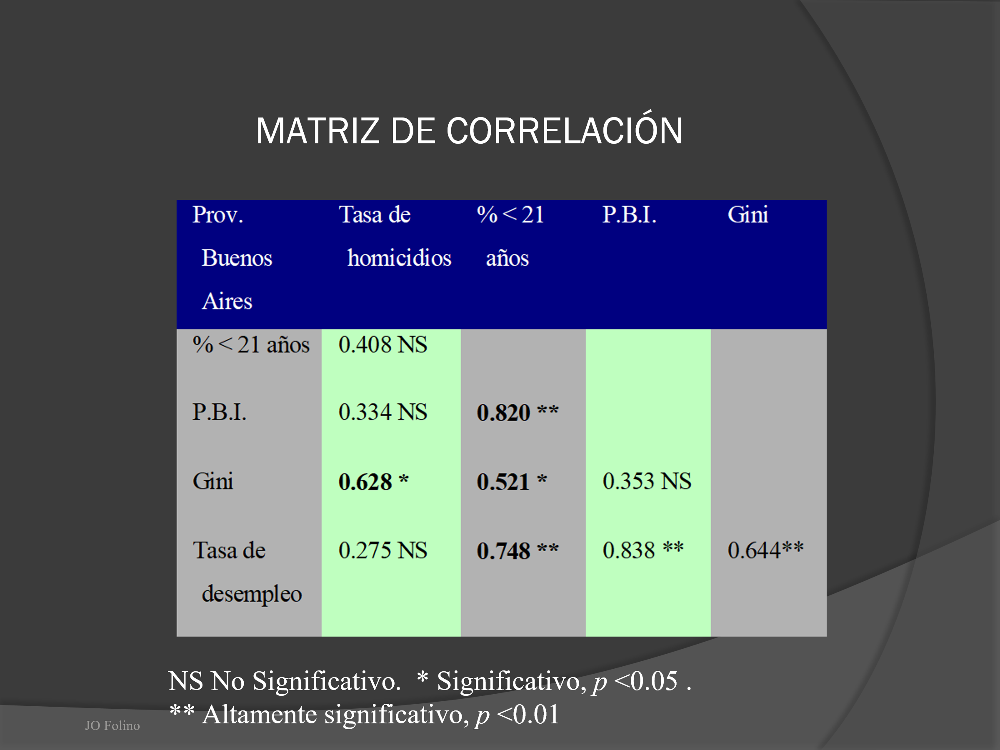 MATRIZ DE CORRELACIÓN
Prov. Tasa de % < 21 P.B.I. Gini
Buenos homicidios años
Aires
% < 21 años 0.408 NS
P.B.I. 0.334 NS 0.820 **
Gini 0.628 * 0.521 * 0.353 NS
Tasa de 0.275 NS 0.748 ** 0.838 ** 0.644**
desempleo
NS No Significativo. * Significativo, p <0.05 .
** Altamente significativo, p <0.01
JO Folino